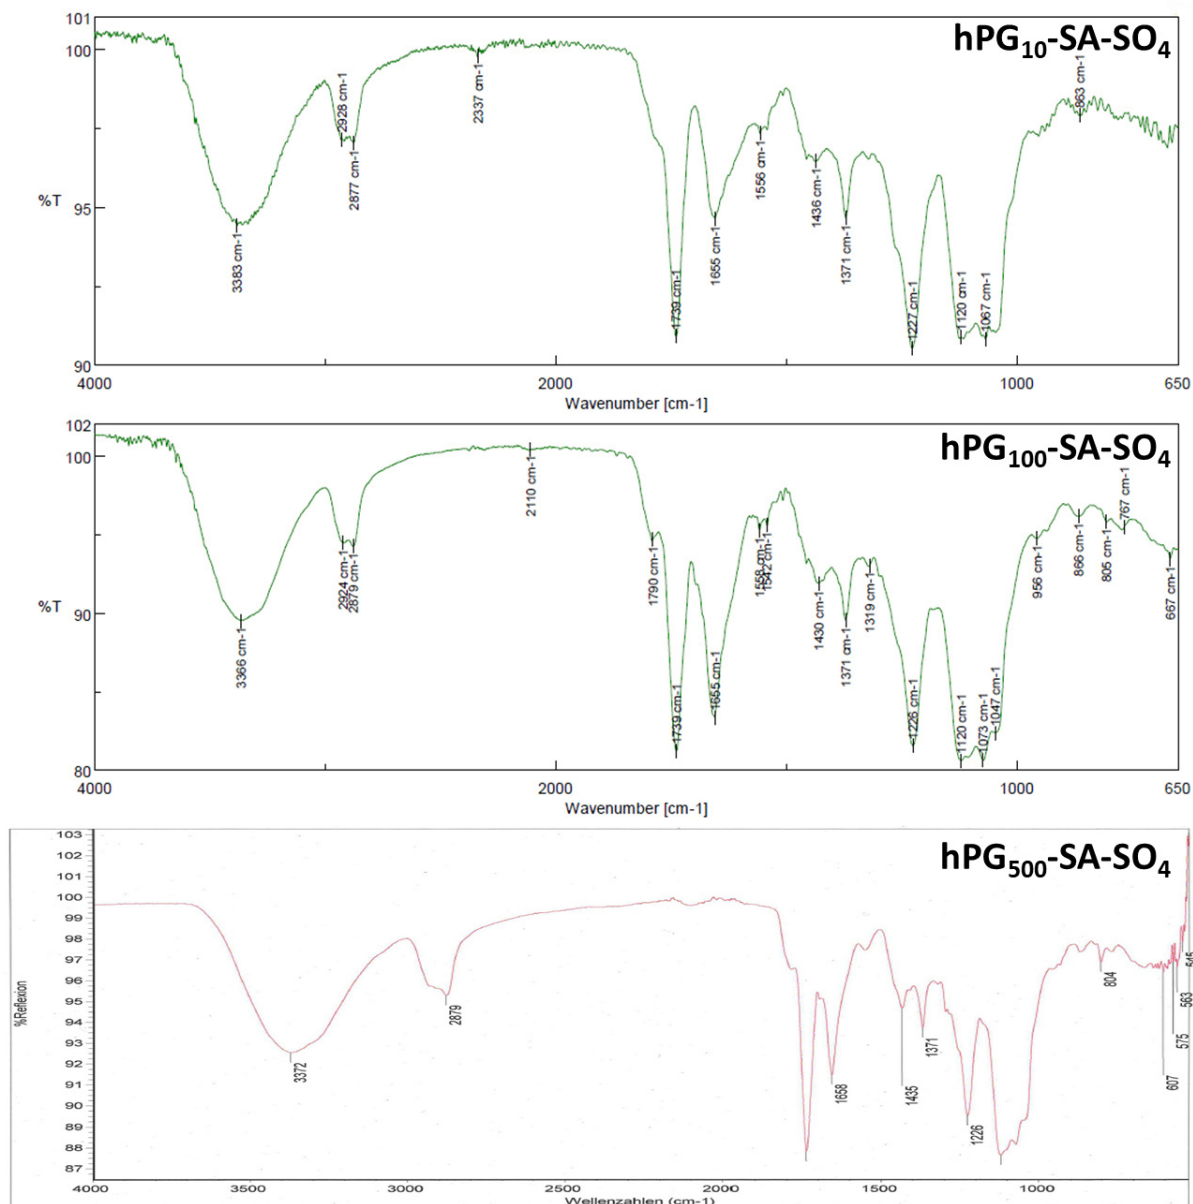 hPG10-SA-SO4
101
100
%T
95
90
4000
2000
1000
650
Wavenumber [cm-1]
3383 cm-1
2928 cm-1
2877 cm-1
2337 cm-1
1739 cm-1
1655 cm-1
1556 cm-1
1436 cm-1
1371 cm-1
1227 cm-1
1120 cm-1
1067 cm-1
863 cm-1
hPG100-SA-SO4
102
100
%T
90
80
4000
2000
1000
650
Wavenumber [cm-1]
3366 cm-1
2924 cm-1
2879 cm-1
2110 cm-1
1790 cm-1
1739 cm-1
1655 cm-1
1558 cm-1
1542 cm-1
1430 cm-1
1371 cm-1
1319 cm-1
1226 cm-1
1120 cm-1
1073 cm-1
1047 cm-1
956 cm-1
866 cm-1
805 cm-1
767 cm-1
667 cm-1
hPG500-SA-SO4
103
102
101
100
99
98
97
96
95
94
93
92
91
90
89
88
87
%Reflexion
4000
3500
3000
2500
2000
1500
1000
Wellenzahlen (cm-1)
3372
2879
1658
1435
1371
1226
804
607
575
563